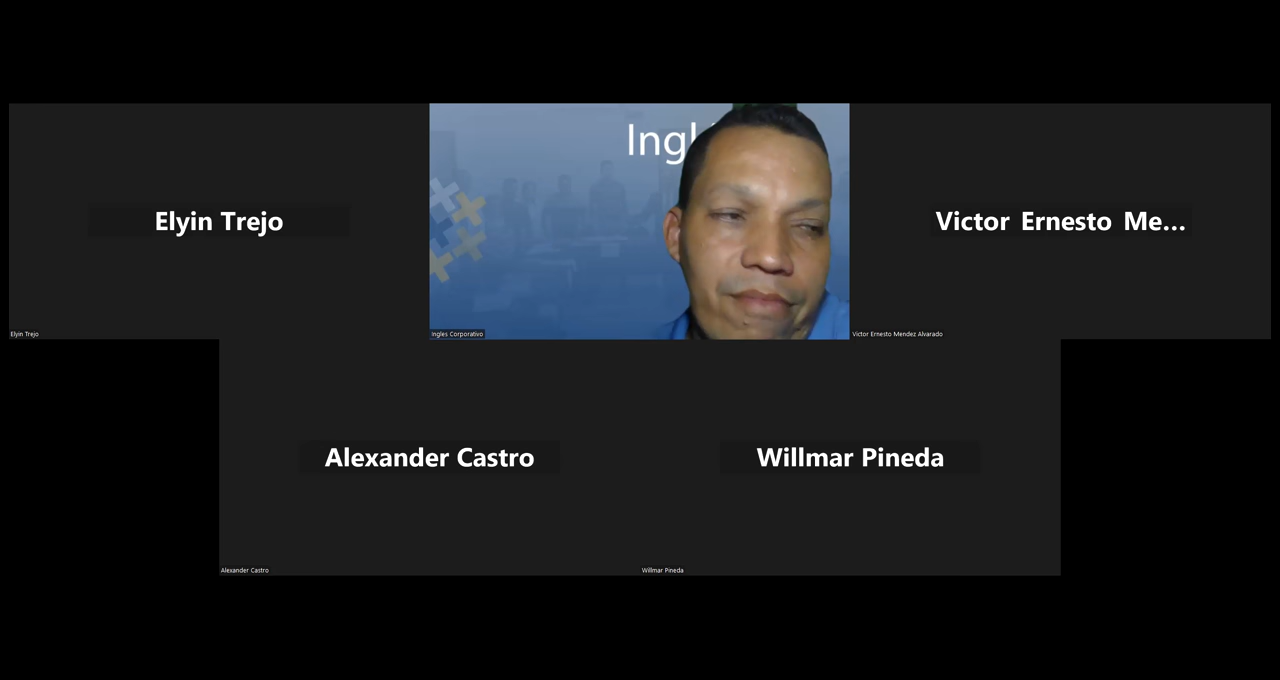 Elyin Trejo
Elyin Trejo
Ingl
Ingles Corporativo
Victor Ernesto Me...
Victor Ernesto Mendez Alvarado
Alexander Castro
Alexander Castro
Willmar Pineda
Willmar Pineda